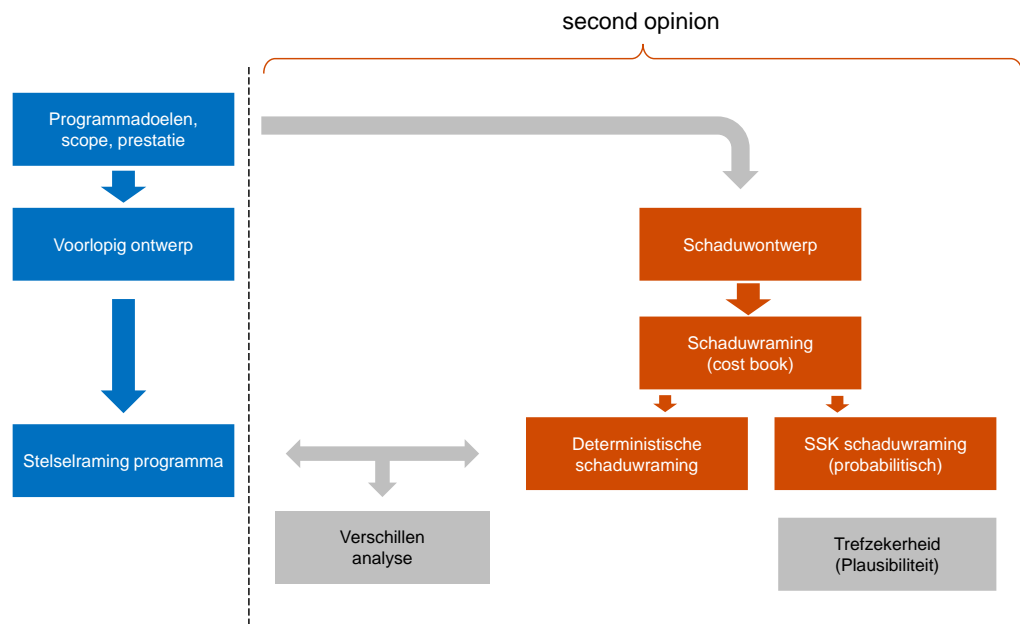 second opinion
Programmadoelen,
scope, prestatie
Voorlopig ontwerp
Schaduwontwerp
Schaduwraming
(cost book)
Stelselraming programma
Deterministische
schaduwraming
SSK schaduwraming
(probabilitisch)
Verschillen
analyse
Trefzekerheid
(Plausibiliteit)